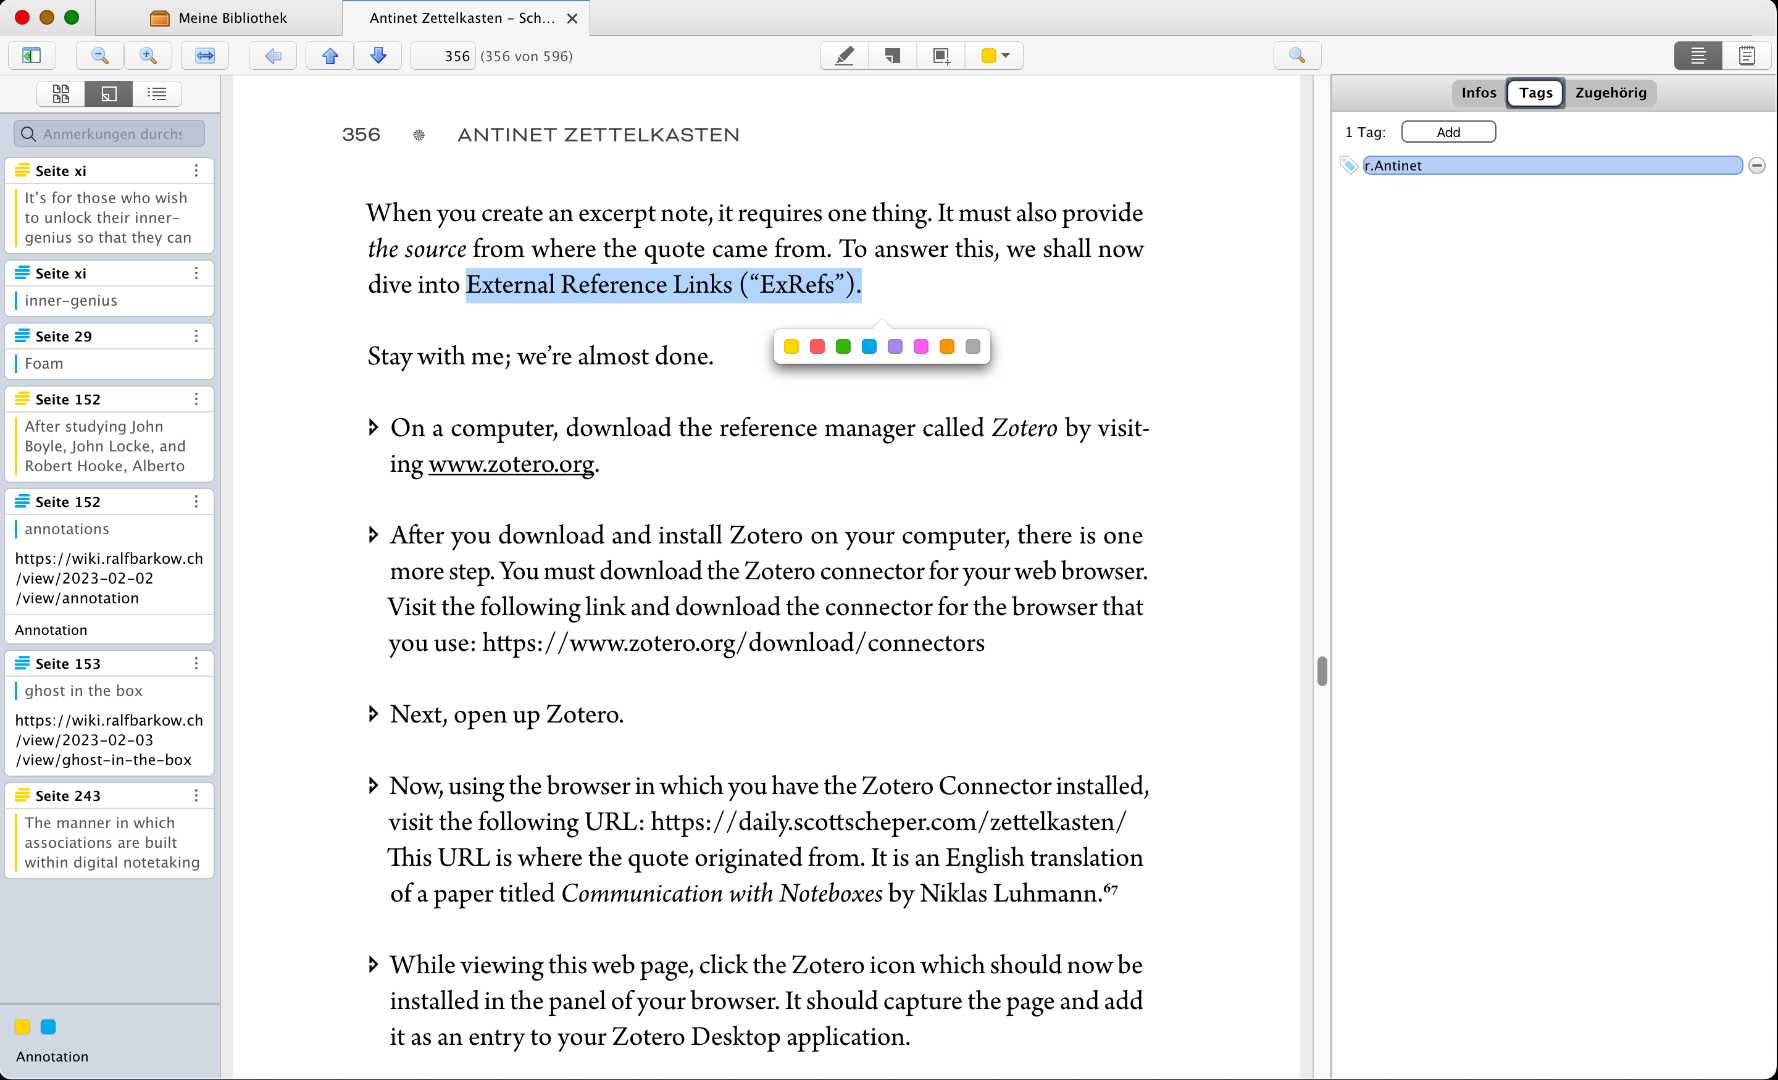 Meine Bibliothek
Antinet Zettelkasten – Sch...
356 (356 von 596)
Anmerkungen durchs
Seite xi
It's for those who wish
to unlock their inner-
genius so that they can
Seite xi
inner-genius
Seite 29
Foam
Seite 152
After studying John
Boyle, John Locke, and
Robert Hooke, Alberto
Seite 152
annotations
https://wiki.ralfbarkow.ch
/view/2023-02-02
/view/annotation
Annotation
Seite 153
ghost in the box
https://wiki.ralfbarkow.ch
/view/2023-02-03
/view/ghost-in-the-box
Seite 243
The manner in which
associations are built
within digital notetaking
Annotation
356 ANTINET ZETTELKASTEN
When you create an excerpt note, it requires one thing. It must also provide
the source from where the quote came from. To answer this, we shall now
dive into External Reference Links (“ExRefs”).
Stay with me; we’re almost done.
On a computer, download the reference manager called Zotero by visit-
ing www.zotero.org.
After you download and install Zotero on your computer, there is one
more step. You must download the Zotero connector for your web browser.
Visit the following link and download the connector for the browser that
you use: https://www.zotero.org/download/connectors
Next, open up Zotero.
Now, using the browser in which you have the Zotero Connector installed,
visit the following URL: https://daily.scottscheper.com/zettelkasten/
This URL is where the quote originated from. It is an English translation
of a paper titled Communication with Noteboxes by Niklas Luhmann.⁶⁷
While viewing this web page, click the Zotero icon which should now be
installed in the panel of your browser. It should capture the page and add
it as an entry to your Zotero Desktop application.
Infos Tags Zugehörig
1 Tag: Add
r.Antinet